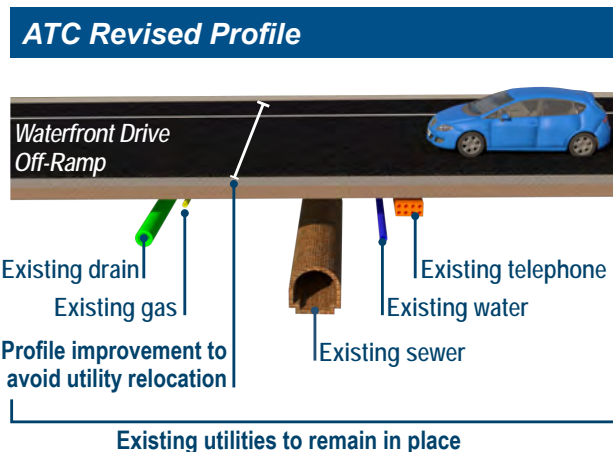 ATC Revised Profile
Waterfront Drive
Off-Ramp
Existing drain
Existing telephone
Existing gas
Existing water
Profile improvement to
avoid utility relocation
Existing sewer
Existing utilities to remain in place